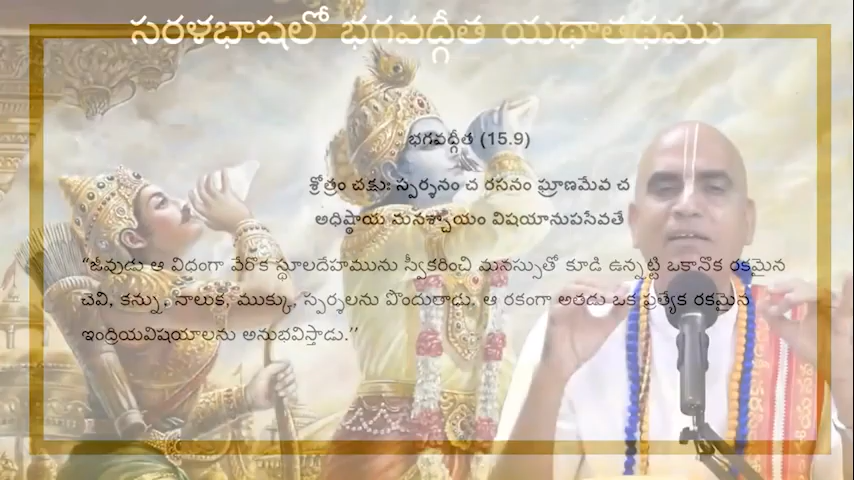 సరళభాషలో భగవద్గీత యథాతథము
భగవద్గీత (15.9)
శ్రోత్రం చక్షుః స్పర్శనం చ రసనం ఘ్రాణమేవ చ
అధిష్ఠాయ మనశ్చాయం విషయానుపసేవతే
“జీవుడు ఆ విధంగా వేరొక స్థూలదేహమును స్వీకరించి మనస్సుతో కూడి ఉన్నట్టి ఒకానొక రకమైన
చెవి, కన్ను, నాలుక, ముక్కు, స్పర్శలను పొందుతాడు. ఆ రకంగా అతడు ఒక ప్రత్యేక రకమైన
ఇంద్రియవిషయాలను అనుభవిస్తాడు.’’